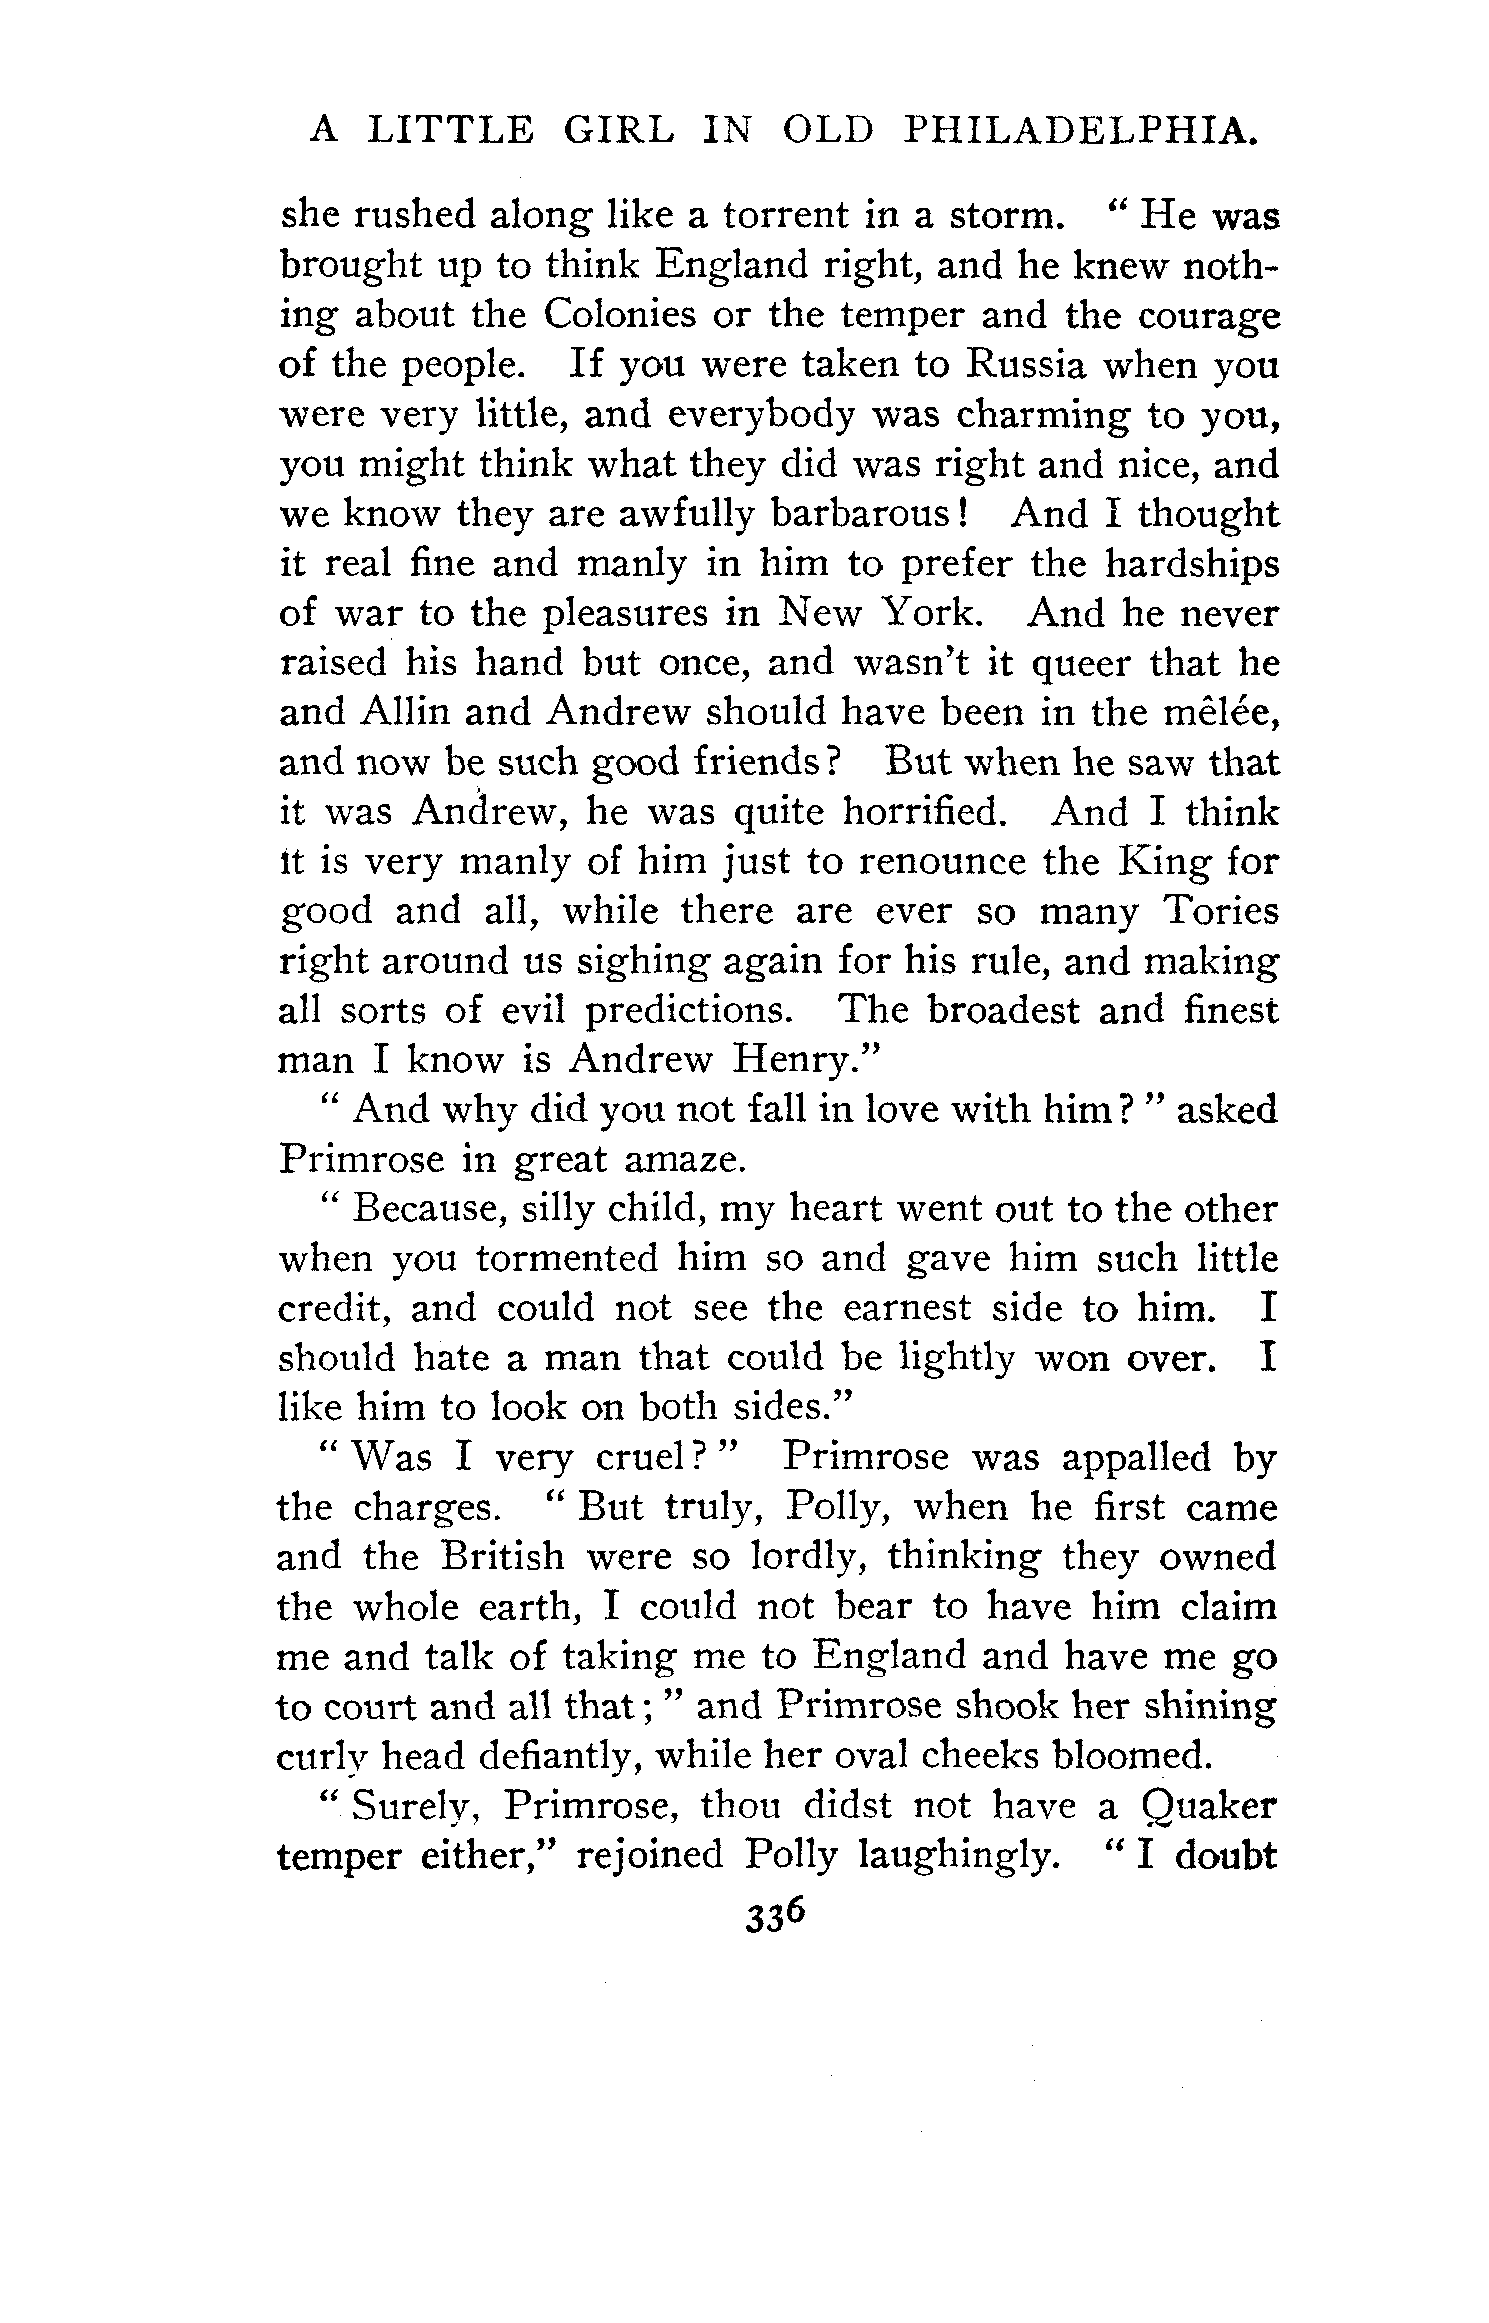 A LITTLE GIRL IN OLD PHILADELPHIA.
she rushed along like a torrent in a storm. “ He was
brought up to think England right, and he knew noth-
ing about the Colonies or the temper and the courage
of the people. If you were taken to Russia when you
were very little, and everybody was charming to you,
you might think what they did was right and nice, and
we know they are awfully barbarous ! And I thought
it real fine and manly in him to prefer the hardships
of war to the pleasures in New York. And he never
raised his hand but once, and wasn’t it queer that he
and Allin and Andrew should have been in the mêlée,
and now be such good friends ? But when he saw that
it was Andrew, he was quite horrified. And I think
it is very manly of him just to renounce the King for
good and all, while there are ever so many Tories
right around us sighing again for his rule, and making
all sorts of evil predictions. The broadest and finest
man I know is Andrew Henry.”
“ And why did you not fall in love with him ? ” asked
Primrose in great amaze.
“ Because, silly child, my heart went out to the other
when you tormented him so and gave him such little
credit, and could not see the earnest side to him. I
should hate a man that could be lightly won over. I
like him to look on both sides.”
“ Was I very cruel ? ” Primrose was appalled by
the charges. “ But truly, Polly, when he first came
and the British were so lordly, thinking they owned
the whole earth, I could not bear to have him claim
me and talk of taking me to England and have me go
to court and all that ; ” and Primrose shook her shining
curly head defiantly, while her oval cheeks bloomed.
“ Surely, Primrose, thou didst not have a Quaker
temper either,” rejoined Polly laughingly. “ I doubt
336